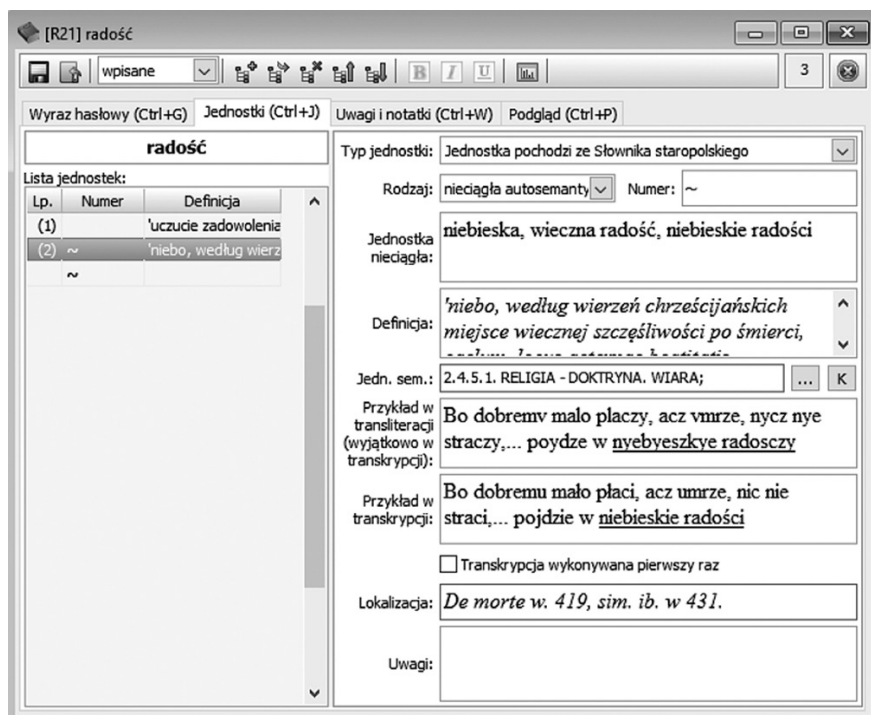 [R21] radość
wpisane
B I U
3
Wyraz hasłowy (Ctrl+G) Jednostki (Ctrl+J) Uwagi i notatki (Ctrl+W) Podgląd (Ctrl+P)
radość
Lista jednostek:
Lp. Numer Definicja
(1) 'uczucie zadowolenia
(2) ~ 'niebo, według wierz
~
Typ jednostki: Jednostka pochodzi ze Słownika staropolskiego
Rodzaj: nieciągła autosemanty Numer: ~
Jednostka
nieciągła:
niebieska, wieczna radość, niebieskie radości
Definicja:
'niebo, według wierzeń chrześcijańskich
miejsce wiecznej szczęśliwości po śmierci,
Jedn. sem.: 2.4.5.1. RELIGIA - DOKTRYNA. WIARA; ... K
Przykład w
transliteracji
(wyjątkowo w
transkrypcji):
Bo dobremv malo placzy, acz vmrze, nycz nye
straczy,... poydze w nyebyeszkye radosczy
Przykład w
transkrypcji:
Bo dobremu mało płaci, acz umrze, nic nie
straci,... pojdzie w niebieskie radości
Transkrypcja wykonywana pierwszy raz
Lokalizacja: De morte w. 419, sim. ib. w 431.
Uwagi: